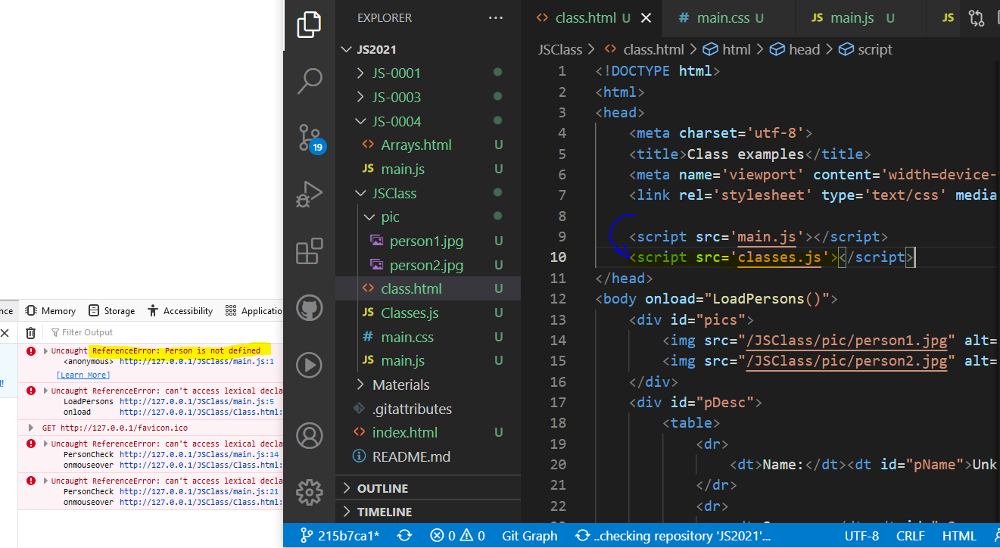 nce Memory Storage Accessibility Applicatio
Filter Output
Uncaught ReferenceError: Person is not defined
<anonymous> http://127.0.0.1/JSClass/main.js:1
[Learn More]
t!
Uncaught ReferenceError: can't access lexical decla
LoadPersons http://127.0.0.1/JSClass/main.js:5
onload http://127.0.0.1/JSClass/Class.html:
GET http://127.0.0.1/favicon.ico
Uncaught ReferenceError: can't access lexical decla
PersonCheck http://127.0.0.1/JSClass/main.js:14
onmouseover http://127.0.0.1/JSClass/Class.html:
Uncaught ReferenceError: can't access lexical decla
PersonCheck http://127.0.0.1/JSClass/main.js:21
onmouseover http://127.0.0.1/JSClass/Class.html:
19
EXPLORER ...
JS2021
JS-0001
JS-0003
JS-0004
<> Arrays.html U
JS main.js U
JSClass
pic
person1.jpg U
person2.jpg U
<> class.html U
JS Classes.js U
# main.css U
JS main.js U
Materials
.gitattributes
<> index.html U
README.md
OUTLINE
TIMELINE
<> class.html U # main.css U JS main.js U JS
JSClass > <> class.html > html > head > script
1 <!DOCTYPE html>
2 <html>
3 <head>
4 <meta charset='utf-8'>
5 <title>Class examples</title>
6 <meta name='viewport' content='width=device-
7 <link rel='stylesheet' type='text/css' media
8
9 <script src='main.js'></script>
10 <script src='classes.js'></script>
11 </head>
12 <body onload="LoadPersons()">
13 <div id="pics">
14 <img src="/JSClass/pic/person1.jpg" alt=
15 <img src="/JSClass/pic/person2.jpg" alt=
16 </div>
17 <div id="pDesc">
18 <table>
19 <dr>
20 <dt>Name:</dt><dt id="pName">Unk
21 </dr>
22 <dr>
215b7ca1* 0 0 Git Graph ..checking repository 'JS2021'... UTF-8 CRLF HTML